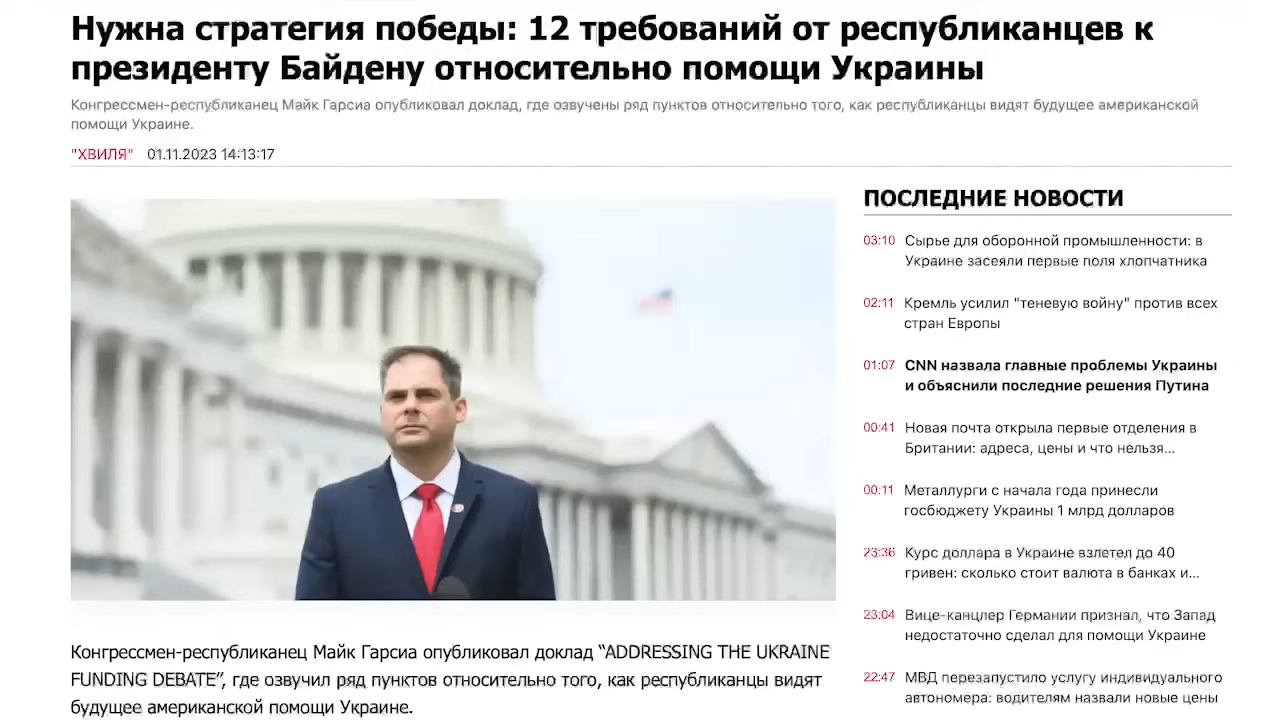 Нужна стратегия победы: 12 требований от республиканцев к
президенту Байдену относительно помощи Украины
Конгрессмен-республиканец Майк Гарсиа опубликовал доклад, где озвучены ряд пунктов относительно того, как республиканцы видят будущее американской
помощи Украине.
"ХВИЛЯ" 01.11.2023 14:13:17
Конгрессмен-республиканец Майк Гарсиа опубликовал доклад “ADDRESSING THE UKRAINE
FUNDING DEBATE”, где озвучил ряд пунктов относительно того, как республиканцы видят
будущее американской помощи Украине.
ПОСЛЕДНИЕ НОВОСТИ
03:10 Сырье для оборонной промышленности: в
Украине засеяли первые поля хлопчатника
02:11 Кремль усилил "теневую войну" против всех
стран Европы
01:07 CNN назвала главные проблемы Украины
и объяснили последние решения Путина
00:41 Новая почта открыла первые отделения в
Британии: адреса, цены и что нельзя...
00:11 Металлурги с начала года принесли
госбюджету Украины 1 млрд долларов
23:36 Курс доллара в Украине взлетел до 40
гривен: сколько стоит валюта в банках и...
23:04 Вице-канцлер Германии признал, что Запад
недостаточно сделал для помощи Украине
22:47 МВД перезапустило услугу индивидуального
автономера: водителям назвали новые цены